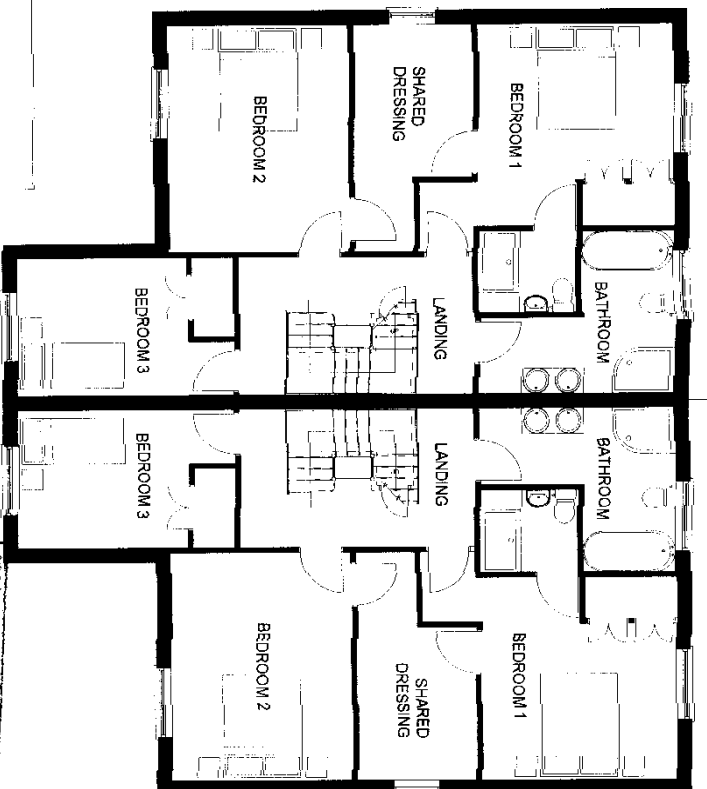 SHARED
DRESSING
BEDROOM 1
BEDROOM 2
BEDROOM 3
LANDING
BATHROOM
BEDROOM 3
LANDING
BATHROOM
BEDROOM 2
SHARED
DRESSING
BEDROOM 1